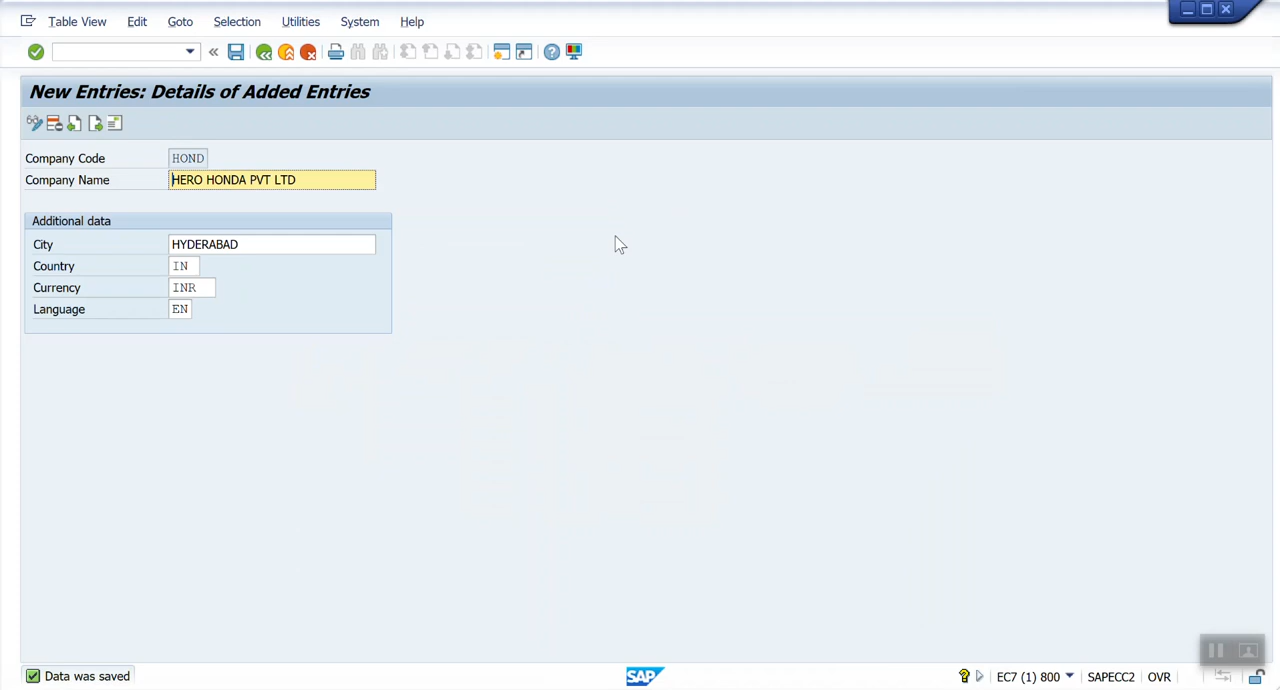 Table View Edit Goto Selection Utilities System Help
New Entries: Details of Added Entries
Company Code HOND
Company Name HERO HONDA PVT LTD
Additional data
City HYDERABAD
Country IN
Currency INR
Language EN
Data was saved
SAP
EC7 (1) 800 SAPECC2 OVR